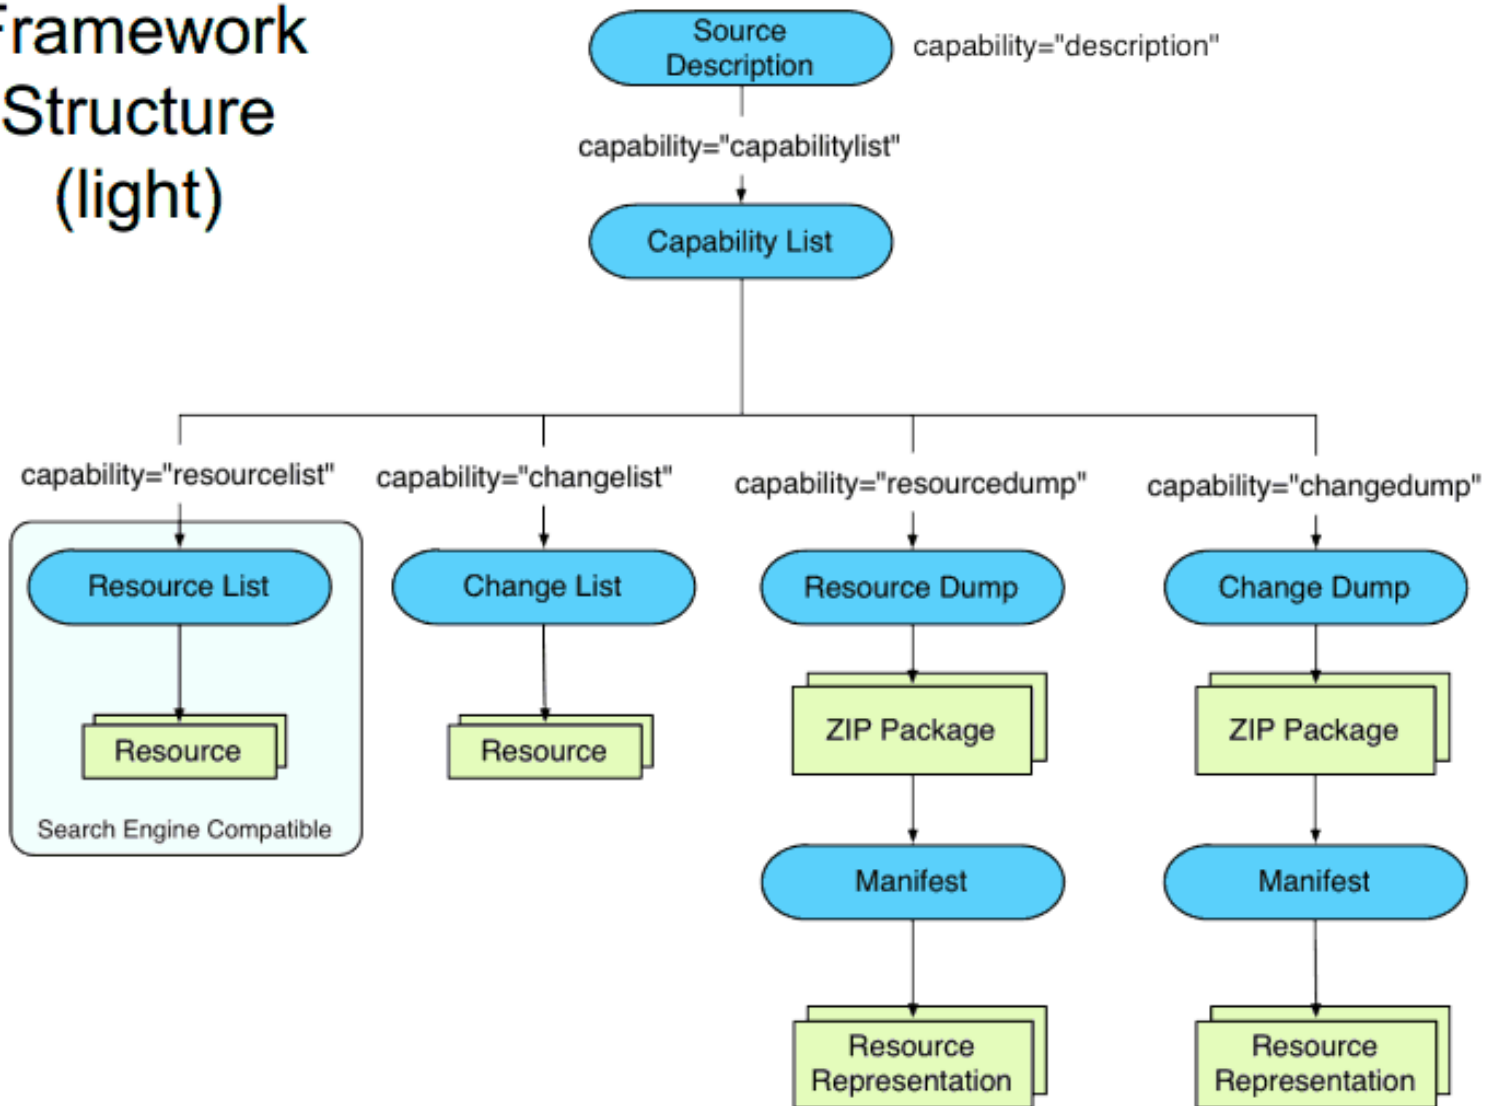 Framework
Structure
(light)
Source
Description
capability="description"
capability="capabilitylist"
Capability List
capability="resourcelist"
capability="changelist"
capability="resourcedump"
capability="changedump"
Resource List
Change List
Resource Dump
Change Dump
Resource
Resource
ZIP Package
ZIP Package
Search Engine Compatible
Manifest
Manifest
Resource
Representation
Resource
Representation